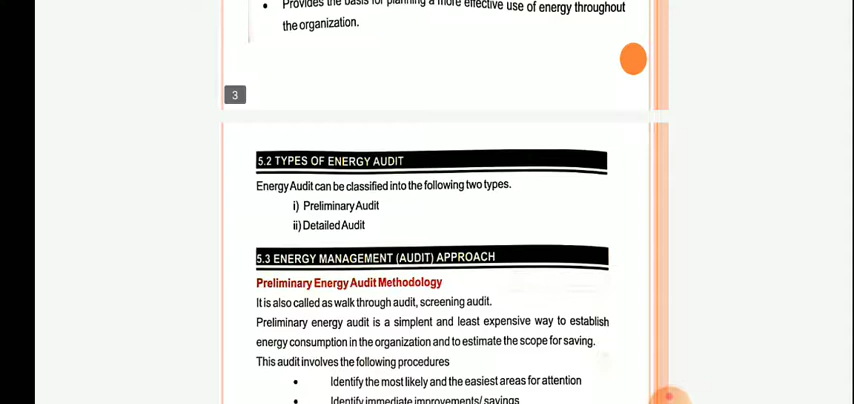 • Provides the basis for planning a more effective use of energy throughout
the organization.
3
5.2 TYPES OF ENERGY AUDIT
Energy Audit can be classified into the following two types.
i) Preliminary Audit
ii) Detailed Audit
5.3 ENERGY MANAGEMENT (AUDIT) APPROACH
Preliminary Energy Audit Methodology
It is also called as walk through audit, screening audit.
Preliminary energy audit is a simplent and least expensive way to establish
energy consumption in the organization and to estimate the scope for saving.
This audit involves the following procedures
• Identify the most likely and the easiest areas for attention
• Identify immediate improvements/ savings